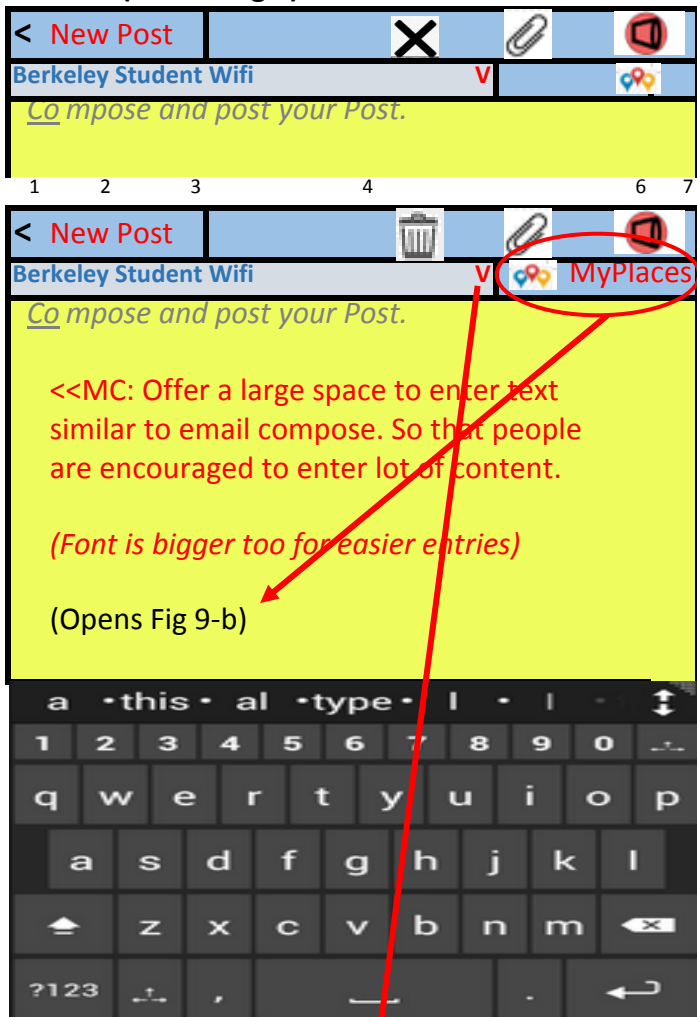 < New Post
Berkeley Student Wifi V
Co mpose and post your Post.
1 2 3 4 6 7
< New Post
Berkeley Student Wifi V MyPlaces
Co mpose and post your Post.
<<MC: Offer a large space to enter text
similar to email compose. So that people
are encouraged to enter lot of content.
(Font is bigger too for easier entries)
(Opens Fig 9-b)
a • this • al • type • l • l
1 2 3 4 5 6 7 8 9 0
q w e r t y u i o p
a s d f g h j k l
z x c v b n m
?123 , .